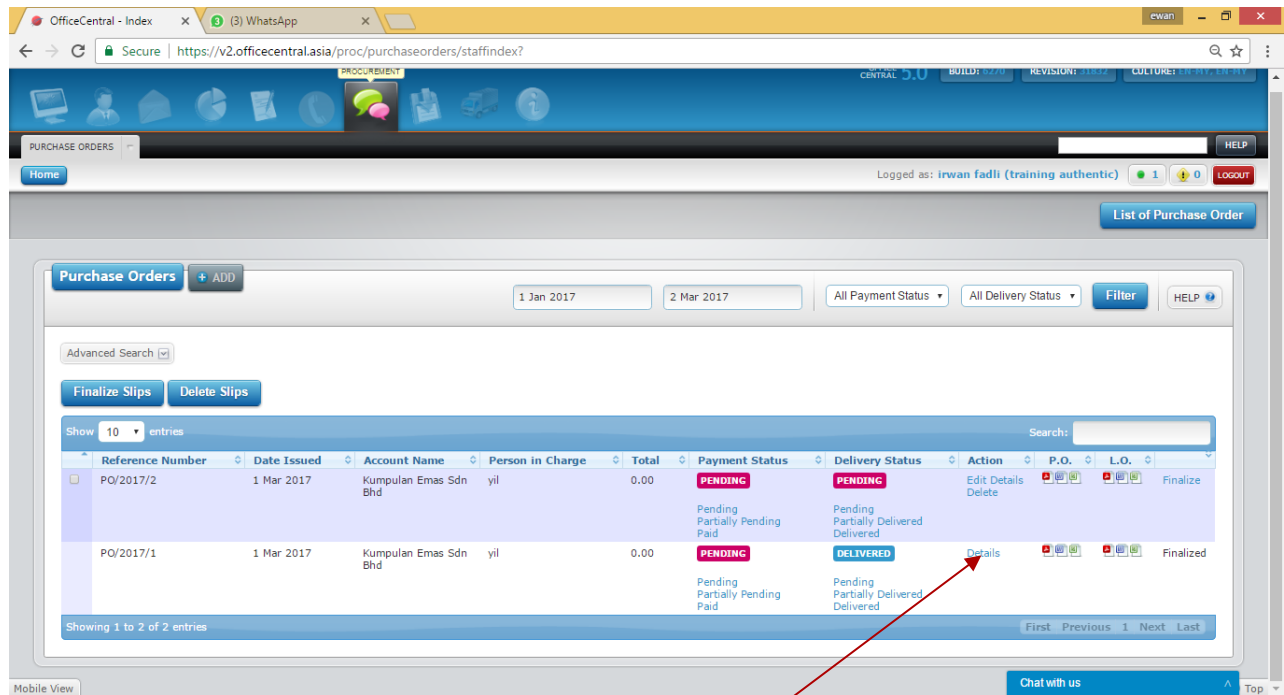 OfficeCentral - Index
(3) WhatsApp
ewan
Secure | https://v2.officecentral.asia/proc/purchaseorders/staffindex?
PROCUREMENT
CENTRAL 5.0 BUILD: 6270 REVISION: 31832 CULTURE: EN-MY, EN-MY
PURCHASE ORDERS HELP
Home Logged as: irwan fadli (training authentic) 1 0 LOGOUT
List of Purchase Order
Purchase Orders ADD 1 Jan 2017 2 Mar 2017 All Payment Status All Delivery Status Filter HELP
Advanced Search
Finalize Slips Delete Slips
Show 10 entries Search:
Reference Number Date Issued Account Name Person in Charge Total Payment Status Delivery Status Action P.O. L.O.
PO/2017/2 1 Mar 2017 Kumpulan Emas Sdn yil 0.00 PENDING PENDING Edit Details Finalize
Bhd Delete
Pending Pending
Partially Pending Partially Delivered
Paid Delivered
PO/2017/1 1 Mar 2017 Kumpulan Emas Sdn yil 0.00 PENDING DELIVERED Details Finalized
Bhd
Pending Pending
Partially Pending Partially Delivered
Paid Delivered
Showing 1 to 2 of 2 entries First Previous 1 Next Last
Mobile View Chat with us Top